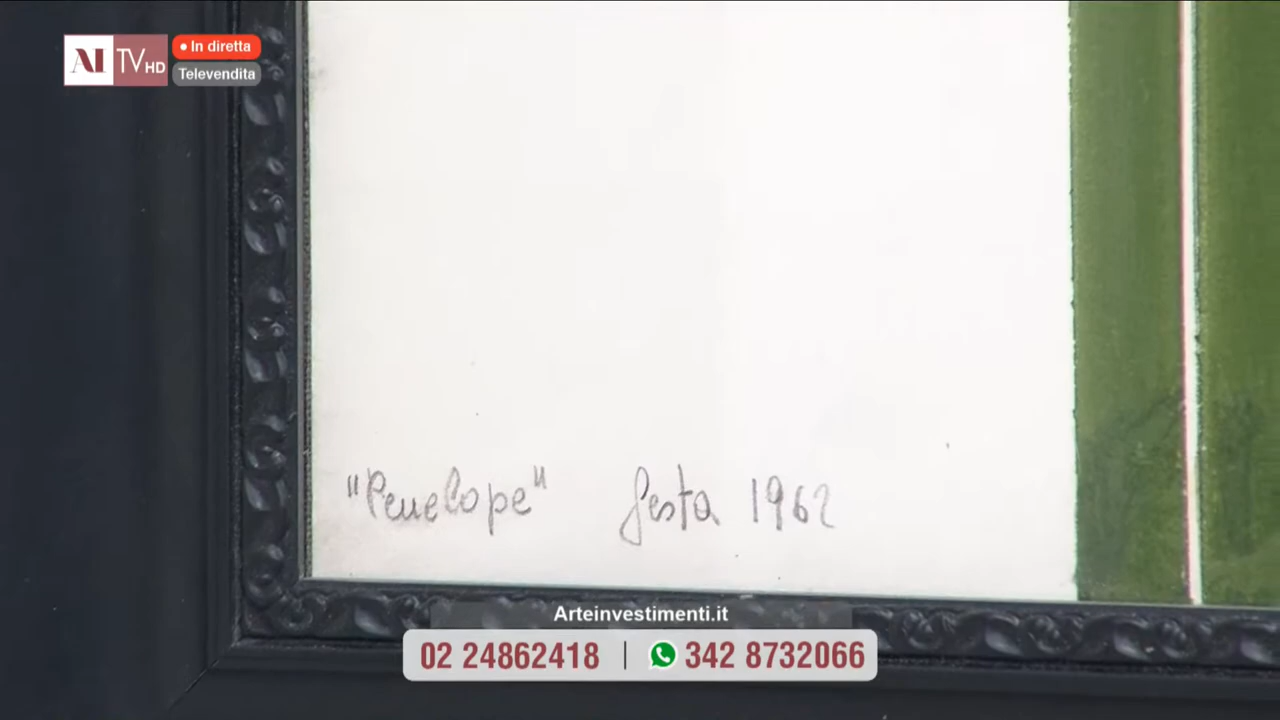 AI TV HD
In diretta
Televendita
"Penelope" festa 1962
Arteinvestimenti.it
02 24862418 | 342 8732066